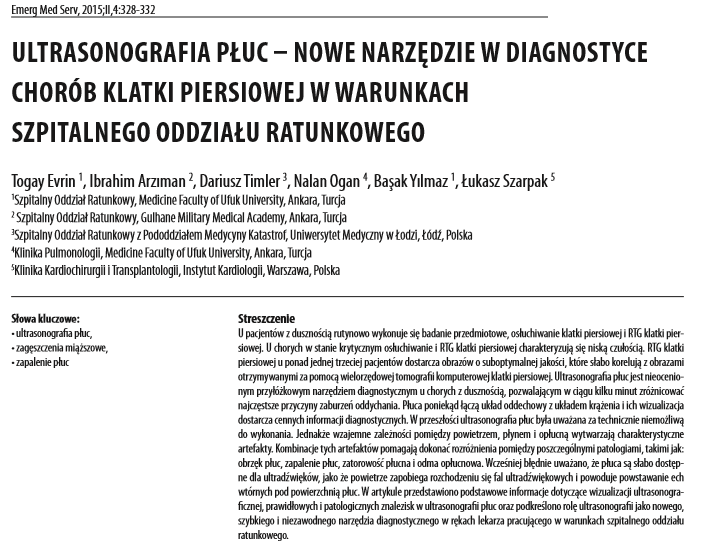 Emerg Med Serv, 2015;II,4:328-332
ULTRASONOGRAFIA PŁUC – NOWE NARZĘDZIE W DIAGNOSTYCE
CHORÓB KLATKI PIERSIOWEJ W WARUNKACH
SZPITALNEGO ODDZIAŁU RATUNKOWEGO
Togay Evrin ¹, Ibrahim Arzıman ², Dariusz Timler ³, Nalan Ogan ⁴, Başak Yılmaz ¹, Łukasz Szarpak ⁵
¹Szpitalny Oddział Ratunkowy, Medicine Faculty of Ufuk University, Ankara, Turcja
² Szpitalny Oddział Ratunkowy, Gulhane Military Medical Academy, Ankara, Turcja
³Szpitalny Oddział Ratunkowy z Pododdziałem Medycyny Katastrof, Uniwersytet Medyczny w Łodzi, Łódź, Polska
⁴Klinika Pulmonologii, Medicine Faculty of Ufuk University, Ankara, Turcja
⁵Klinika Kardiochirurgii i Transplantologii, Instytut Kardiologii, Warszawa, Polska
Słowa kluczowe:
• ultrasonografia płuc,
• zagęszczenia miąższowe,
• zapalenie płuc
Streszczenie
U pacjentów z dusznością rutynowo wykonuje się badanie przedmiotowe, osłuchiwanie klatki piersiowej i RTG klatki pier-
siowej. U chorych w stanie krytycznym osłuchiwanie i RTG klatki piersiowej charakteryzują się niską czułością. RTG klatki
piersiowej u ponad jednej trzeciej pacjentów dostarcza obrazów o suboptymalnej jakości, które słabo korelują z obrazami
otrzymywanymi za pomocą wielorzędowej tomografii komputerowej klatki piersiowej. Ultrasonografia płuc jest nieocenio-
nym przyłóżkowym narzędziem diagnostycznym u chorych z dusznością, pozwalającym w ciągu kilku minut zróżnicować
najczęstsze przyczyny zaburzeń oddychania. Płuca poniekąd łączą układ oddechowy z układem krążenia i ich wizualizacja
dostarcza cennych informacji diagnostycznych. W przeszłości ultrasonografia płuc była uważana za technicznie niemożliwą
do wykonania. Jednakże wzajemne zależności pomiędzy powietrzem, płynem i opłucną wytwarzają charakterystyczne
artefakty. Kombinacje tych artefaktów pomagają dokonać rozróżnienia pomiędzy poszczególnymi patologiami, takimi jak:
obrzęk płuc, zapalenie płuc, zatorowość płucna i odma opłucnowa. Wcześniej błędnie uważano, że płuca są słabo dostęp-
ne dla ultradźwięków, jako że powietrze zapobiega rozchodzeniu się fal ultradźwiękowych i powoduje powstawanie ech
wtórnych pod powierzchnią płuc. W artykule przedstawiono podstawowe informacje dotyczące wizualizacji ultrasonogra-
ficznej, prawidłowych i patologicznych znalezisk w ultrasonografii płuc oraz podkreślono rolę ultrasonografii jako nowego,
szybkiego i niezawodnego narzędzia diagnostycznego w rękach lekarza pracującego w warunkach szpitalnego oddziału
ratunkowego.